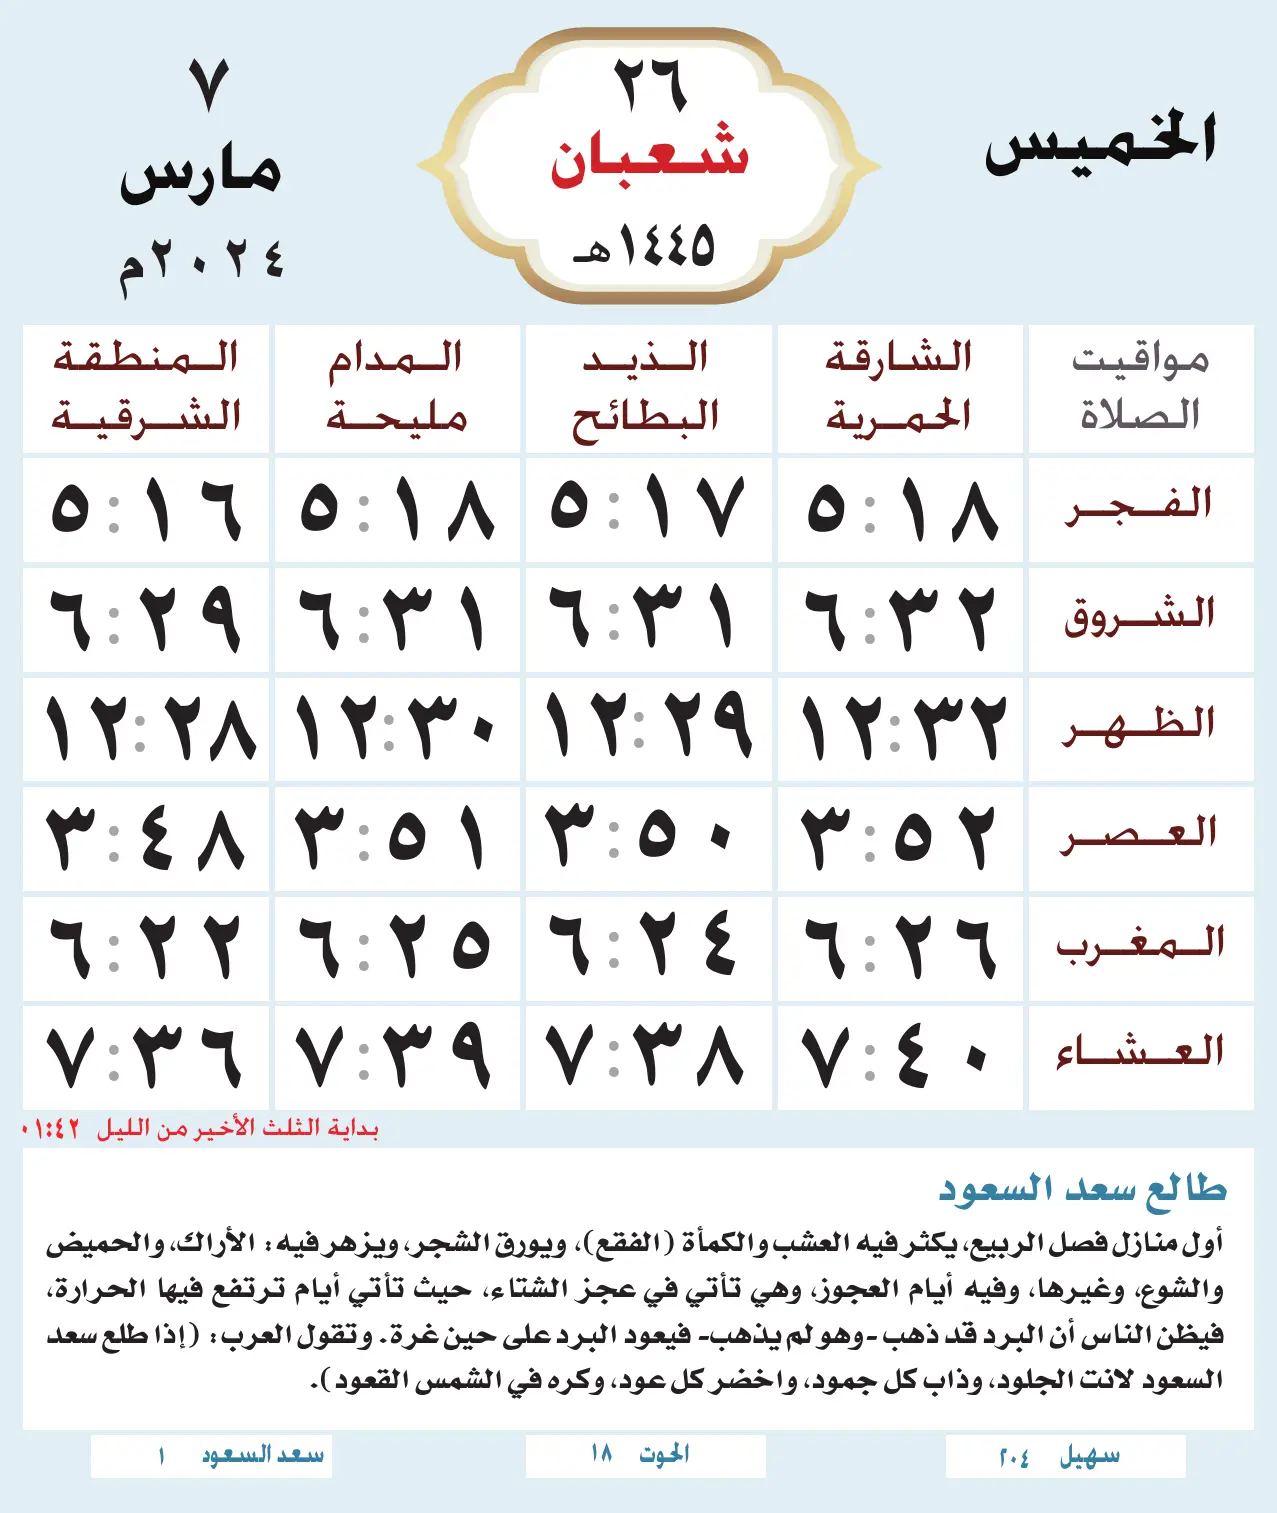 الخميس
٢٦
شعبان
١٤٤٥هـ
٧
مارس
٢٠٢٤م
مواقيت الصلاة
الشارقة الحمرية
الذيد البطائح
المدام مليحة
المنطقة الشرقية
الفجر ٥:١٨ ٥:١٧ ٥:١٨ ٥:١٦
الشروق ٦:٣٢ ٦:٣١ ٦:٣١ ٦:٢٩
الظهر ١٢:٣٢ ١٢:٢٩ ١٢:٣٠ ١٢:٢٨
العصر ٣:٥٢ ٣:٥٠ ٣:٥١ ٣:٤٨
المغرب ٦:٢٦ ٦:٢٤ ٦:٢٥ ٦:٢٢
العشاء ٧:٤٠ ٧:٣٨ ٧:٣٩ ٧:٣٦
بداية الثلث الأخير من الليل ٠١:٤٢
طالع سعد السعود
أول منازل فصل الربيع، يكثر فيه العشب والكمأة (الفقع)، ويورق الشجر، ويزهر فيه: الأراك، والحميض
والشوع، وغيرها، وفيه أيام العجوز، وهي تأتي في عجز الشتاء، حيث تأتي أيام ترتفع فيها الحرارة،
فيظن الناس أن البرد قد ذهب -وهو لم يذهب- فيعود البرد على حين غرة. وتقول العرب: (إذا طلع سعد
السعود لانت الجلود، وذاب كل جمود، واخضر كل عود، وكره في الشمس القعود).
سهيل ٢٠٤
الحوت ١٨
سعد السعود ١